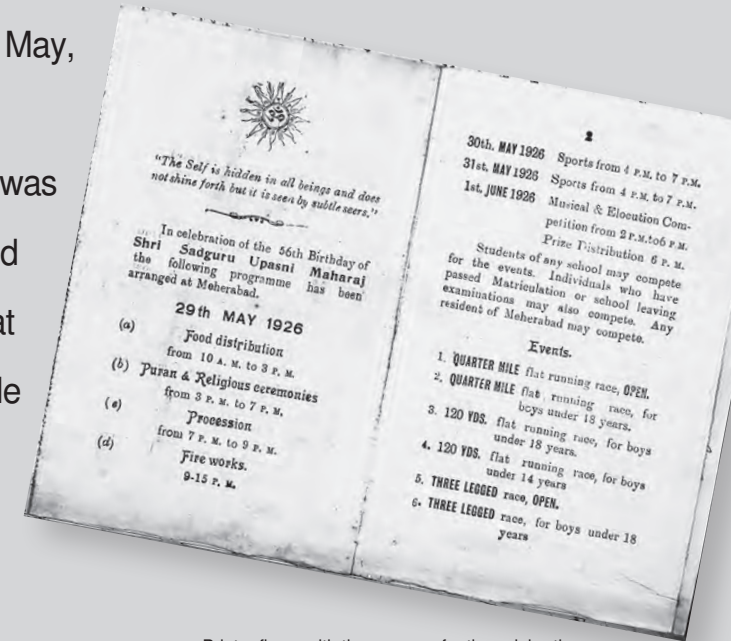 May,
was
d
at
le
ॐ
"The Self is hidden in all beings and does
not shine forth but it is seen by subtle seers."
In celebration of the 56th Birthday of
Shri Sadguru Upasni Maharaj
the following programme has been
arranged at Meherabad.
29th MAY 1926
(a) Food distribution
from 10 A. M. to 3 P. M.
(b) Puran & Religious ceremonies
from 3 P. M. to 7 P. M.
(c) Procession
from 7 P. M. to 9 P. M.
(d) Fire works.
9-15 P. M.
2
30th. MAY 1926 Sports from 4 P.M. to 7 P.M.
31st. MAY 1926 Sports from 4 P.M. to 7 P.M.
1st. JUNE 1926 Musical & Elocution Com-
petition from 2 P.M. to 6 P.M.
Prize Distribution 6 P. M.
Students of any school may compete
for the events. Individuals who have
passed Matriculation or school leaving
examinations may also compete. Any
resident of Meherabad may compete.
Events.
1. QUARTER MILE flat running race, OPEN.
2. QUARTER MILE flat running race, for
boys under 18 years.
3. 120 YDS. flat running race, for boys
under 18 years.
4. 120 YDS. flat running race, for boys
under 14 years
5. THREE LEGGED race, OPEN.
6. THREE LEGGED race, for boys under 18
years